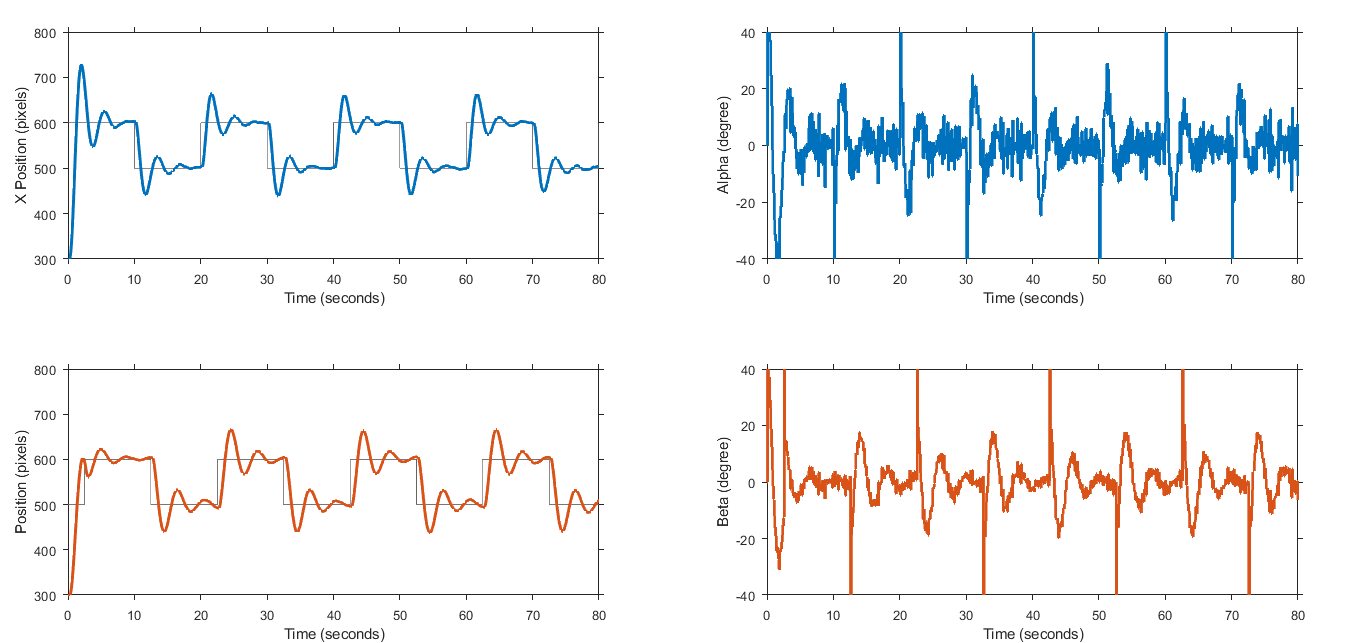 800
700
600
500
400
300
X Position (pixels)
0 10 20 30 40 50 60 70 80
Time (seconds)
40
20
0
-20
-40
Alpha (degree)
0 10 20 30 40 50 60 70 80
Time (seconds)
800
700
600
500
400
300
Position (pixels)
0 10 20 30 40 50 60 70 80
Time (seconds)
40
20
0
-20
-40
Beta (degree)
0 10 20 30 40 50 60 70 80
Time (seconds)